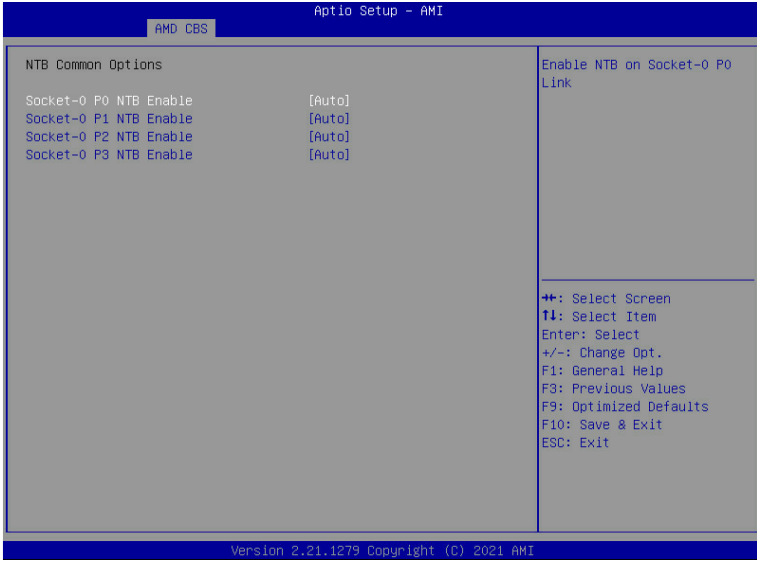 Aptio Setup – AMI
AMD CBS
NTB Common Options
Socket-0 P0 NTB Enable [Auto]
Socket-0 P1 NTB Enable [Auto]
Socket-0 P2 NTB Enable [Auto]
Socket-0 P3 NTB Enable [Auto]
Enable NTB on Socket-0 P0
Link
→←: Select Screen
↑↓: Select Item
Enter: Select
+/-: Change Opt.
F1: General Help
F3: Previous Values
F9: Optimized Defaults
F10: Save & Exit
ESC: Exit
Version 2.21.1279 Copyright (C) 2021 AMI